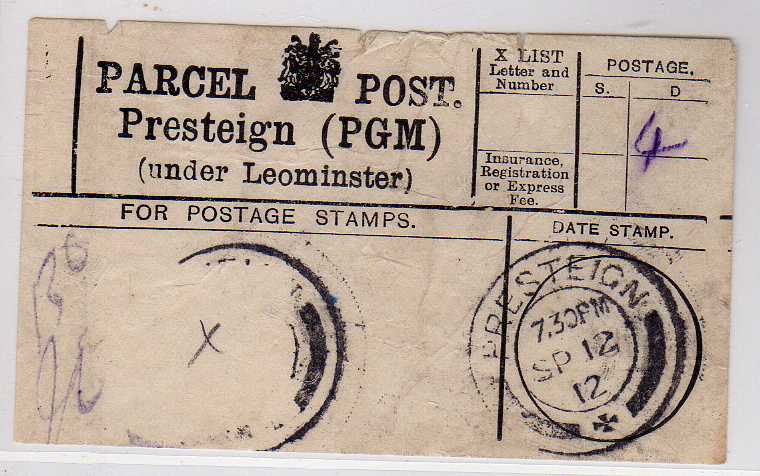 PARCEL POST.
Presteign (PGM)
(under Leominster)
X LIST
Letter and
Number
Insurance,
Registration
or Express
Fee.
POSTAGE.
S. D
4
FOR POSTAGE STAMPS.
DATE STAMP.
X
PRESTEIGN
7.30PM
SP 12
12